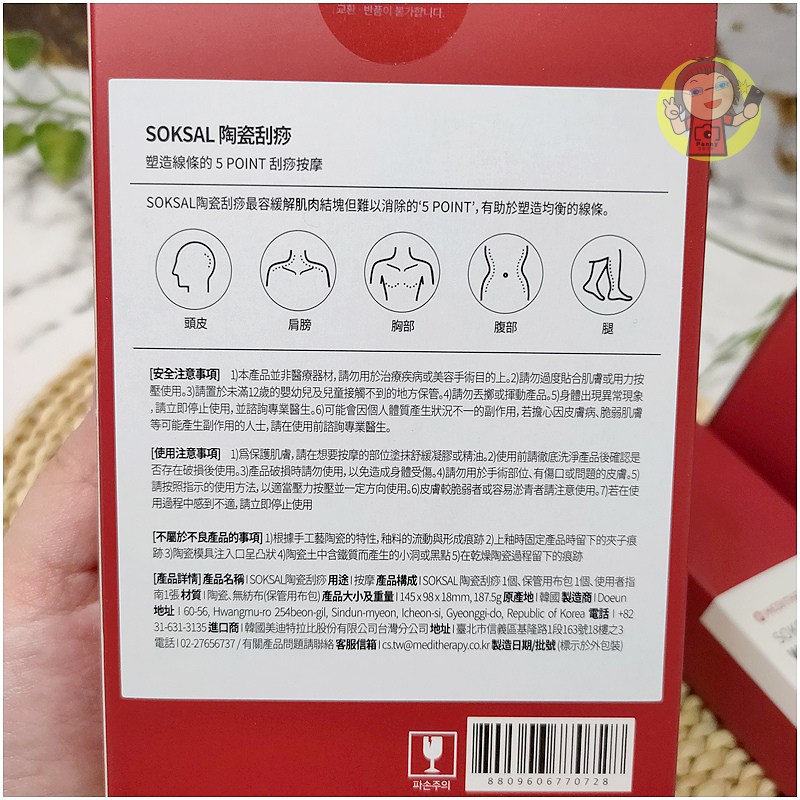 교환 · 반품이 불가합니다.
Penny
SOKSAL 陶瓷刮痧
塑造線條的 5 POINT 刮痧按摩
SOKSAL陶瓷刮痧最容緩解肌肉結塊但難以消除的‘5 POINT’, 有助於塑造均衡的線條。
頭皮 肩膀 胸部 腹部 腿
[安全注意事項] 1)本產品並非醫療器材, 請勿用於治療疾病或美容手術目的上。2)請勿過度貼合肌膚或用力按
壓使用。3)請置於未滿12歲的嬰幼兒及兒童接觸不到的地方保管。4)請勿丟擲或揮動產品。5)身體出現異常現象
, 請立即停止使用, 並諮詢專業醫生。6)可能會因個人體質產生狀況不一的副作用, 若擔心因皮膚病、脆弱肌膚
等可能產生副作用的人士, 請在使用前諮詢專業醫生。
[使用注意事項] 1)爲保護肌膚, 請在想要按摩的部位塗抹舒緩凝膠或精油。2)使用前請徹底洗淨產品後確認是
否存在破損後使用。3)產品破損時請勿使用, 以免造成身體受傷。4)請勿用於手術部位、有傷口或問題的皮膚。5)
請按照指示的使用方法, 以適當壓力按壓並一定方向使用。6)皮膚較脆弱者或容易淤青者請注意使用。7)若在使
用過程中感到不適, 請立即停止使用
[不屬於不良產品的事項] 1)根據手工藝陶瓷的特性, 釉料的流動與形成痕跡 2)上釉時固定產品時留下的夾子痕
跡 3)陶瓷模具注入口呈凸狀 4)陶瓷土中含鐵質而產生的小洞或黑點 5)在乾燥陶瓷過程留下的痕跡
[產品詳情] 產品名稱 | SOKSAL陶瓷刮痧 用途 | 按摩 產品構成 | SOKSAL 陶瓷刮痧 1個、保管用布包 1個、使用者指
南1張 材質 | 陶瓷、無紡布(保管用布包) 產品大小及重量 | 145 x 98 x 18mm, 187.5g 原產地 | 韓國 製造商 | Doeun
地址 | 60-56, Hwangmu-ro 254beon-gil, Sindun-myeon, Icheon-si, Gyeonggi-do, Republic of Korea 電話 | +82
31-631-3135 進口商 | 韓國美迪特拉比股份有限公司台灣分公司 地址 | 臺北市信義區基隆路1段163號18樓之3
電話 | 02-27656737 / 有關產品問題請聯絡 客服信箱 | cs.tw@meditherapy.co.kr 製造日期/批號 (標示於外包裝)
파손주의
8809606770728